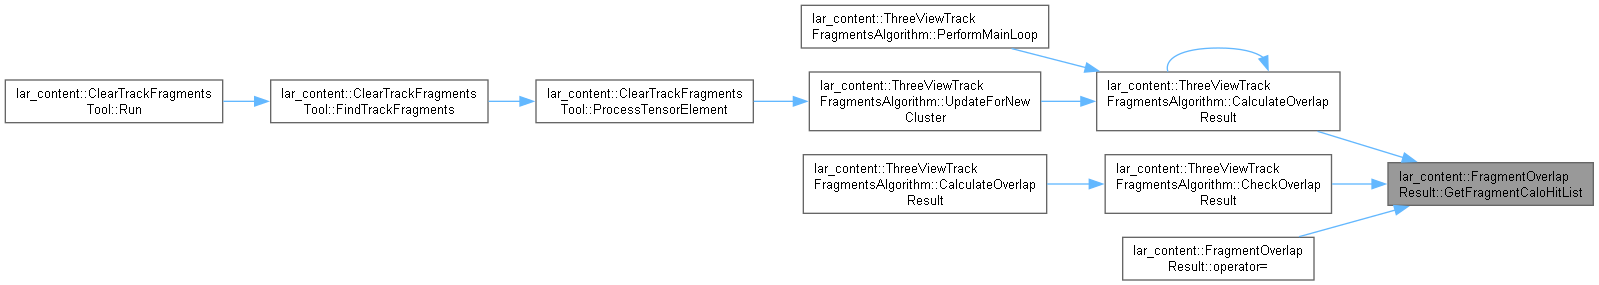 lar_content::ThreeViewTrack
FragmentsAlgorithm::PerformMainLoop
lar_content::ClearTrackFragments
Tool::Run
lar_content::ClearTrackFragments
Tool::FindTrackFragments
lar_content::ClearTrackFragments
Tool::ProcessTensorElement
lar_content::ThreeViewTrack
FragmentsAlgorithm::UpdateForNew
Cluster
lar_content::ThreeViewTrack
FragmentsAlgorithm::CalculateOverlap
Result
lar_content::ThreeViewTrack
FragmentsAlgorithm::CalculateOverlap
Result
lar_content::ThreeViewTrack
FragmentsAlgorithm::CheckOverlap
Result
lar_content::FragmentOverlap
Result::GetFragmentCaloHitList
lar_content::FragmentOverlap
Result::operator=